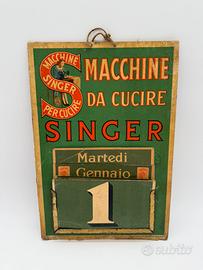 MACCHINE
SINGER
PER CUCIRE
MACCHINE
DA CUCIRE
SINGER
Martedì
Gennaio
1
subito